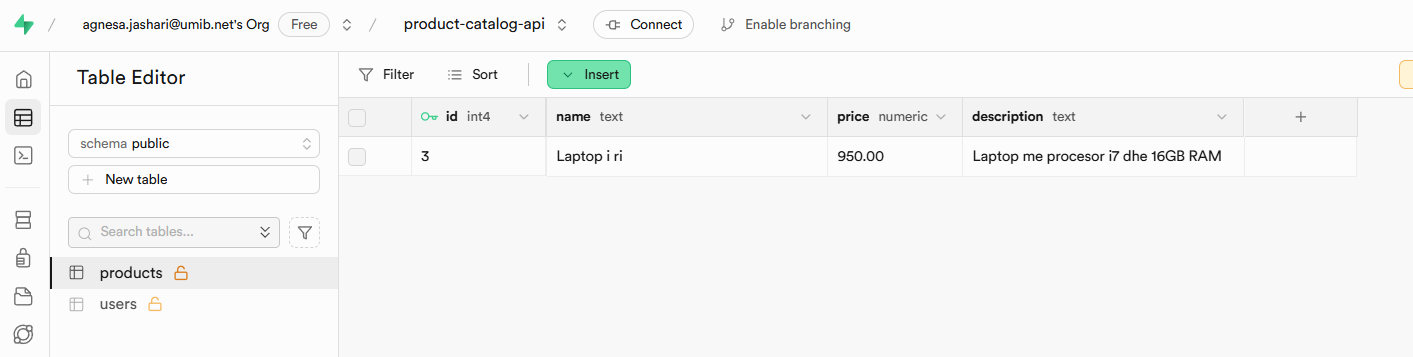 / agnesa.jashari@umib.net's Org Free / product-catalog-api Connect Enable branching
Table Editor
Filter Sort Insert
id int4 name text price numeric description text
schema public
3 Laptop i ri 950.00 Laptop me procesor i7 dhe 16GB RAM
New table
Search tables...
products
users